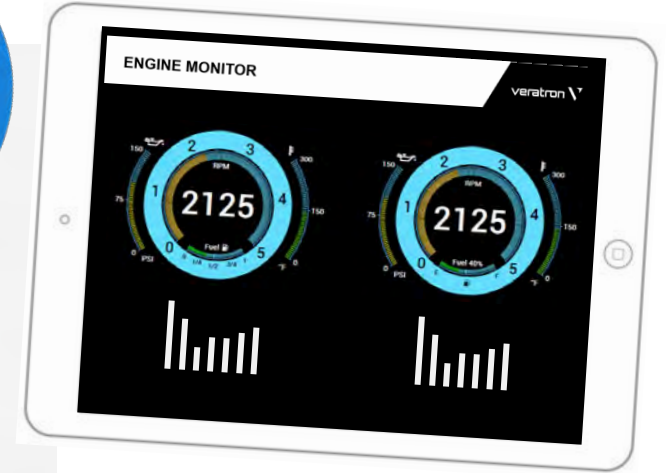 ENGINE MONITOR
veratron
150 2 3 300
RPM
75 1 2125 4 150
Fuel
0 PSI 0 E 1/4 1/2 3/4 F 5 °F 0
150 2 3 300
RPM
75 1 2125 4 150
Fuel 40%
0 PSI 0 E F 5 °F 0